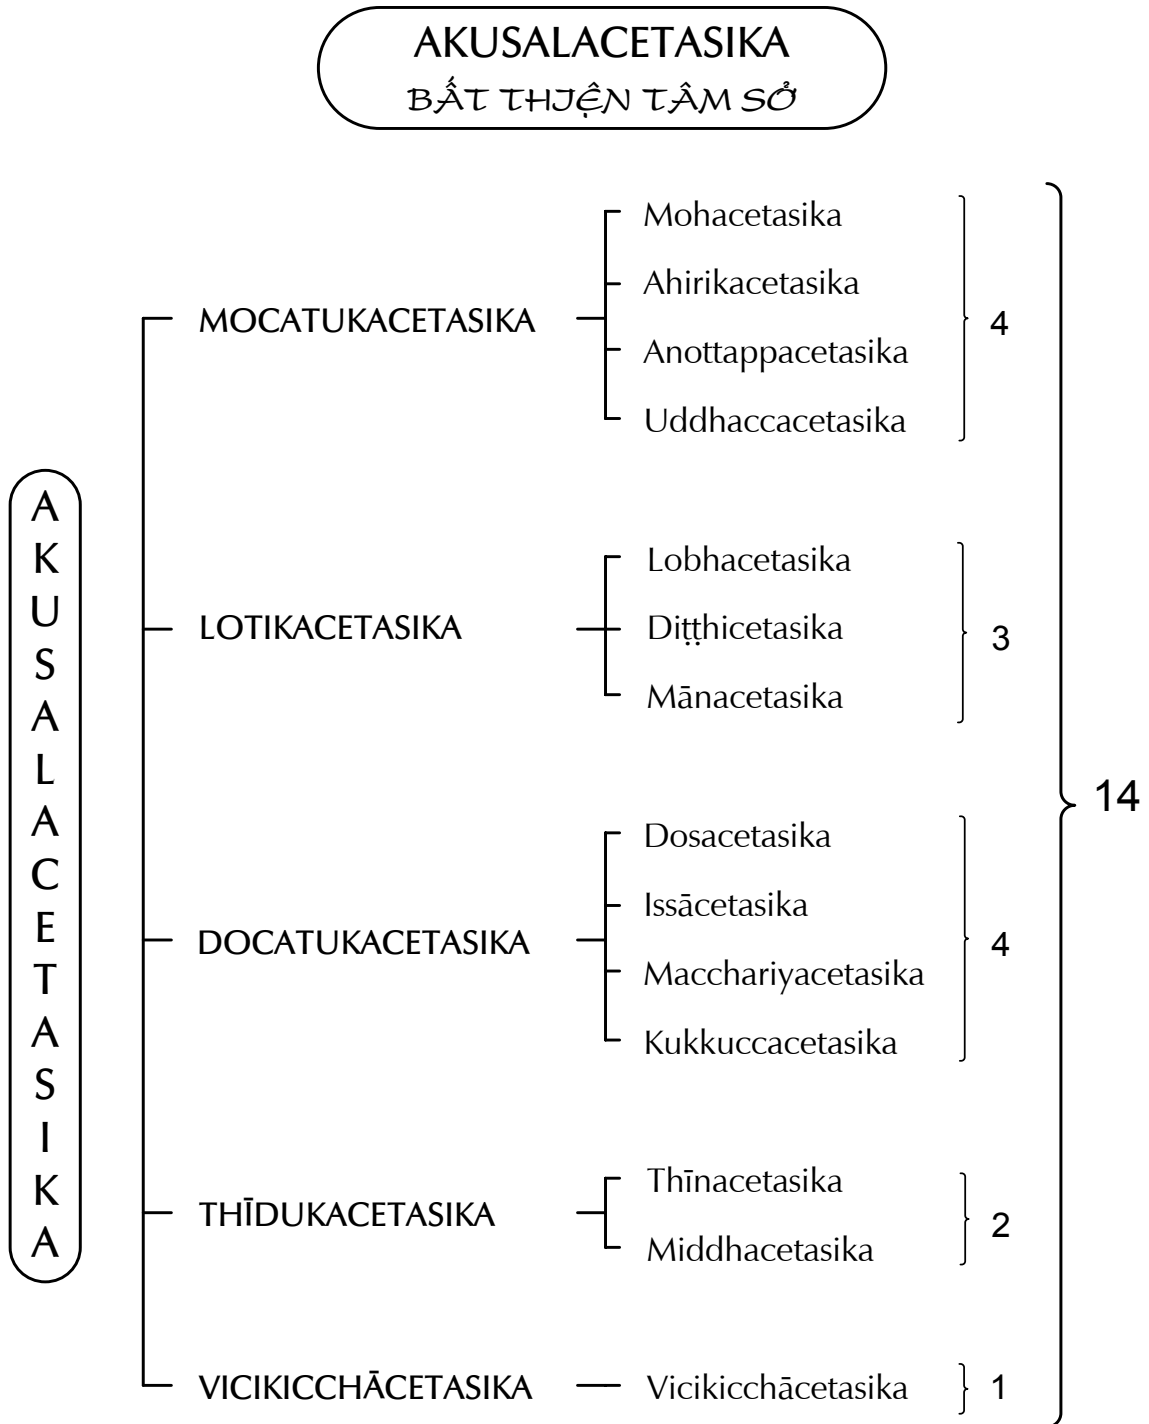 AKUSALACETASIKA
BẤT THIỆN TÂM SỞ
AKUSALACETASIKA
MOCATUKACETASIKA
Mohacetasika
Ahirikacetasika
Anottappacetasika
Uddhaccacetasika
4
LOTIKACETASIKA
Lobhacetasika
Diṭṭhicetasika
Mānacetasika
3
DOCATUKACETASIKA
Dosacetasika
Issācetasika
Macchariyacetasika
Kukkuccacetasika
4
THĪDUKACETASIKA
Thīnacetasika
Middhacetasika
2
VICIKICCHĀCETASIKA
Vicikicchācetasika
1
14